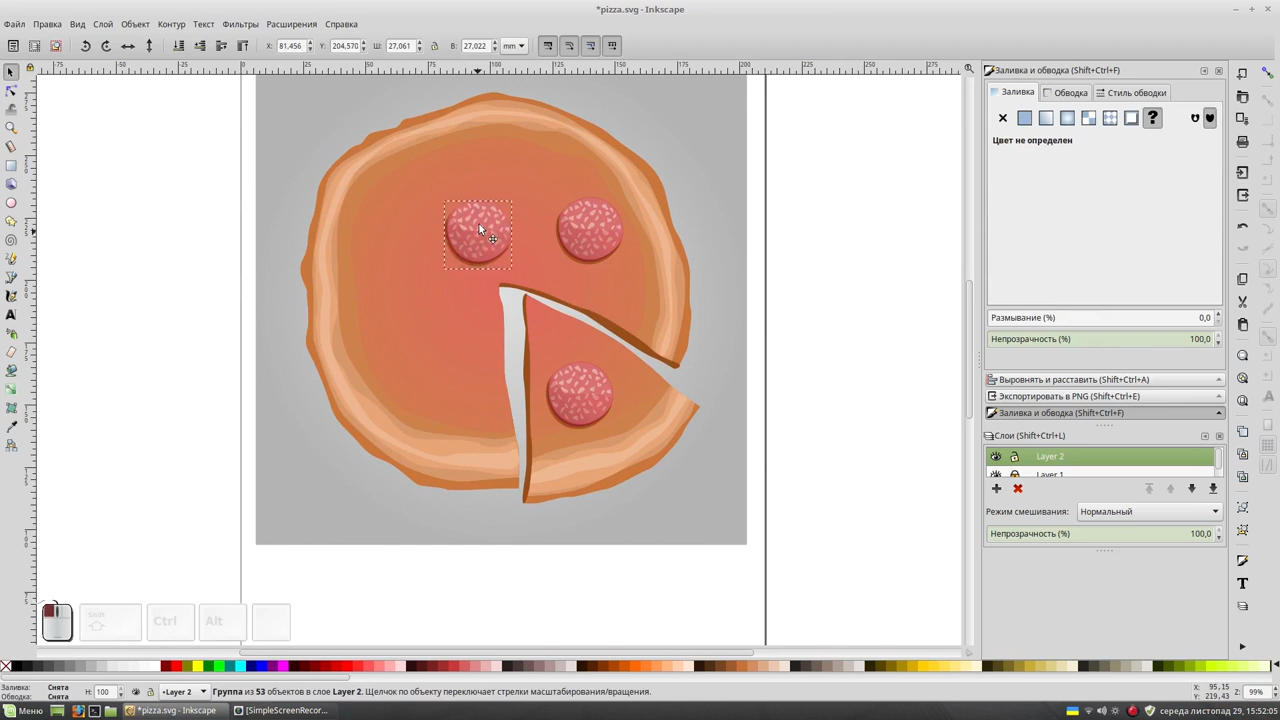 *pizza.svg - Inkscape
Файл Правка Вид Слой Объект Контур Текст Фильтры Расширения Справка
X: 81,456 Y: 204,570 Ш: 27,061 В: 27,022 mm
Заливка и обводка (Shift+Ctrl+F)
Заливка Обводка Стиль обводки
Цвет не определен
Размывание (%) 0,0
Непрозрачность (%) 100,0
Выровнять и расставить (Shift+Ctrl+A)
Экспортировать в PNG (Shift+Ctrl+E)
Заливка и обводка (Shift+Ctrl+F)
Слои (Shift+Ctrl+L)
Layer 2
Layer 1
Режим смешивания: Нормальный
Непрозрачность (%) 100,0
Shift
Ctrl Alt
Заливка: Снята
Обводка: Снята
Н: 100
•Layer 2
Группа из 53 объектов в слое Layer 2. Щелчок по объекту переключает стрелки масштабирования/вращения.
X: 95,15
Y: 219,43
Z: 99%
Меню
*pizza.svg - Inkscape
[SimpleScreenRecor...
середа листопад 29, 15:52:05